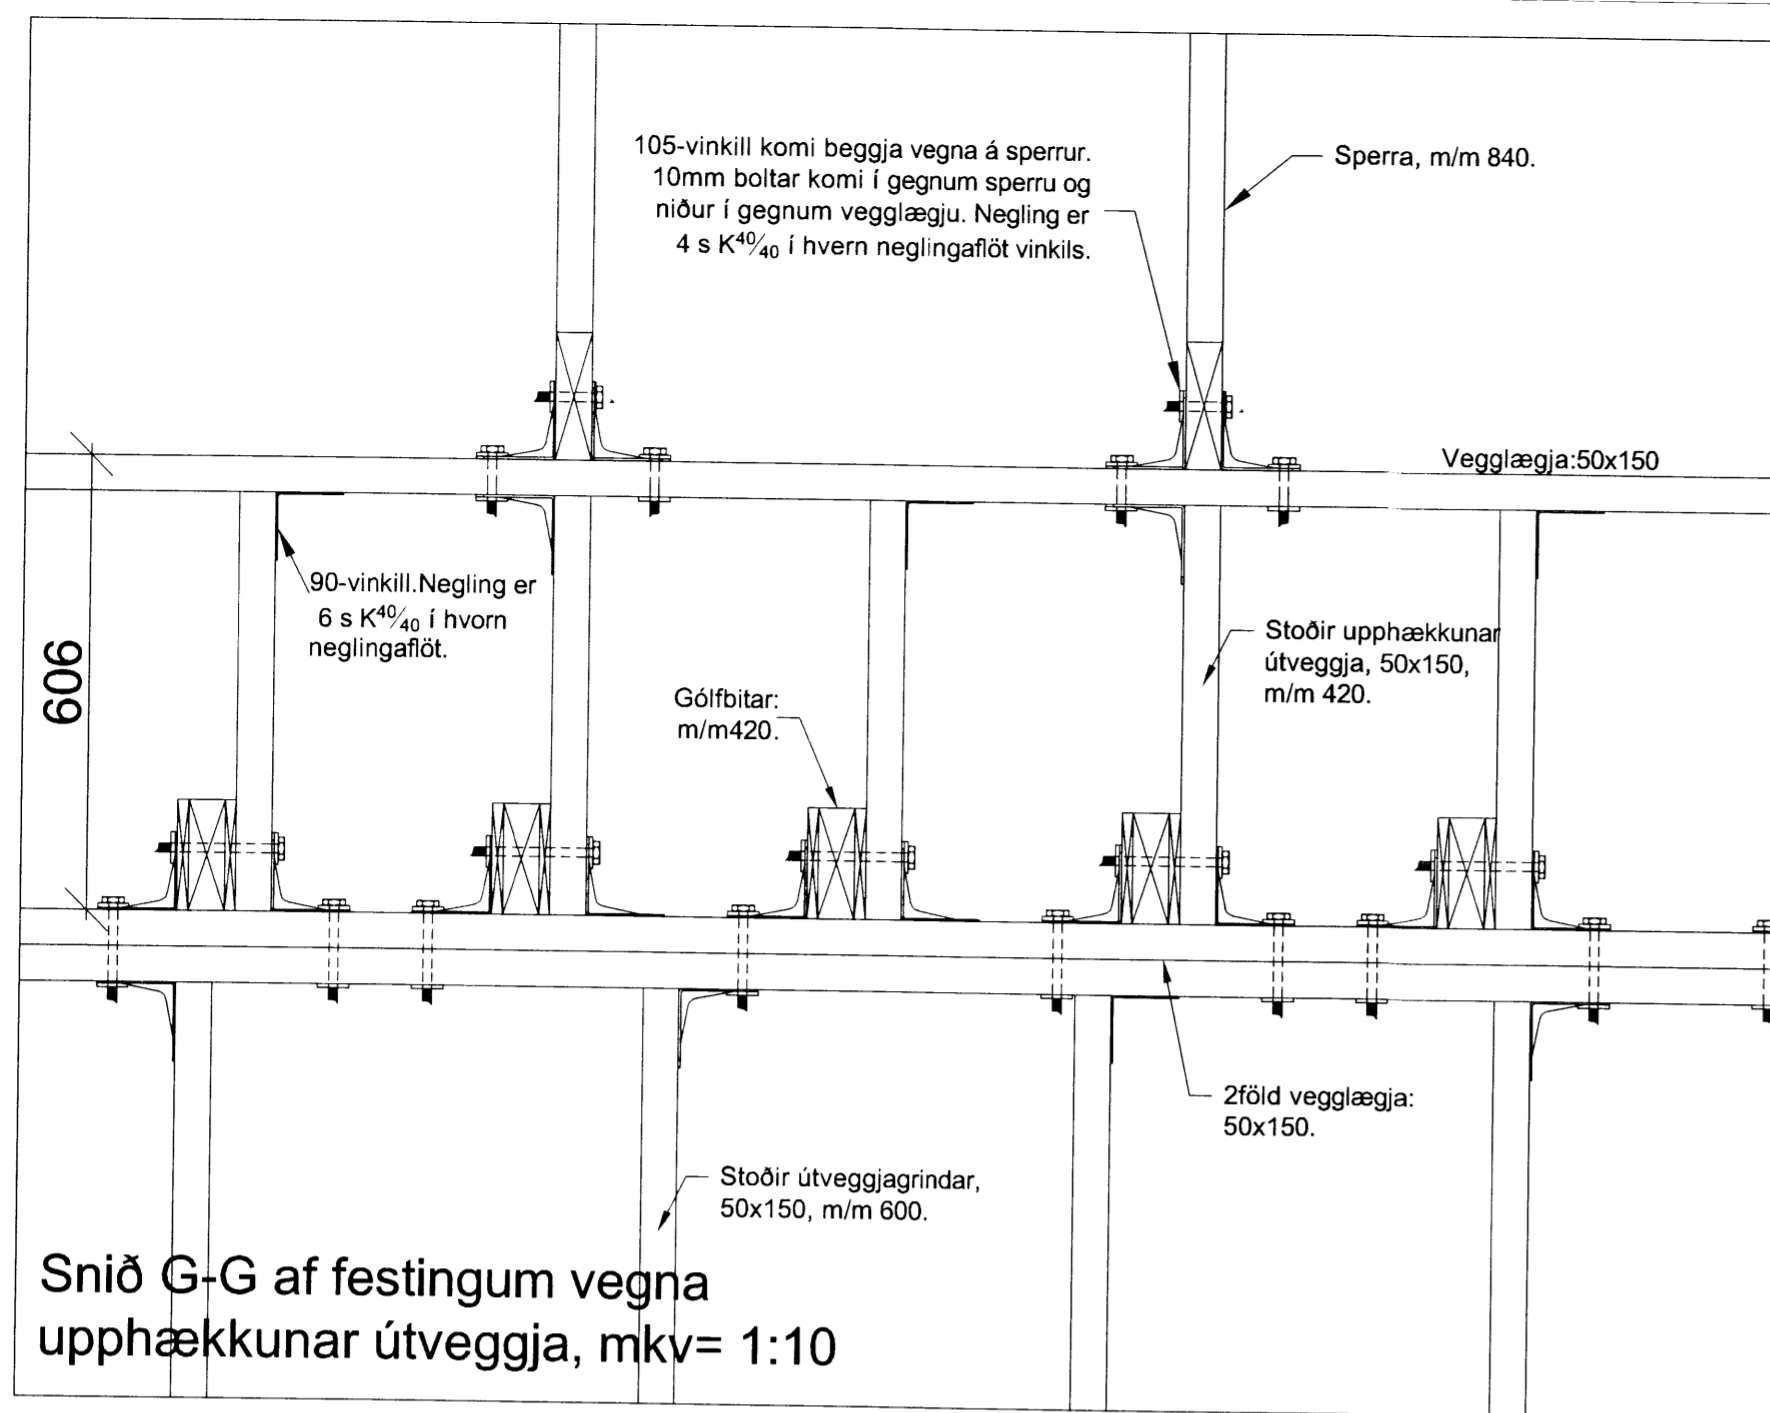 105-vinkill komi beggja vegna á sperrur.
10mm boltar komi í gegnum sperru og
niður í gegnum vegglægju. Negling er
4 s K40/40 í hvern neglingaflöt vinkils.
Sperra, m/m 840.
Vegglægja:50x150
90-vinkill.Negling er
6 s K40/40 í hvorn
neglingaflöt.
606
Stoðir upphækkunar
útveggja, 50x150,
m/m 420.
Gólfbitar:
m/m420.
2föld vegglægja:
50x150.
Stoðir útveggjagrindar,
50x150, m/m 600.
Snið G-G af festingum vegna
upphækkunar útveggja, mkv= 1:10